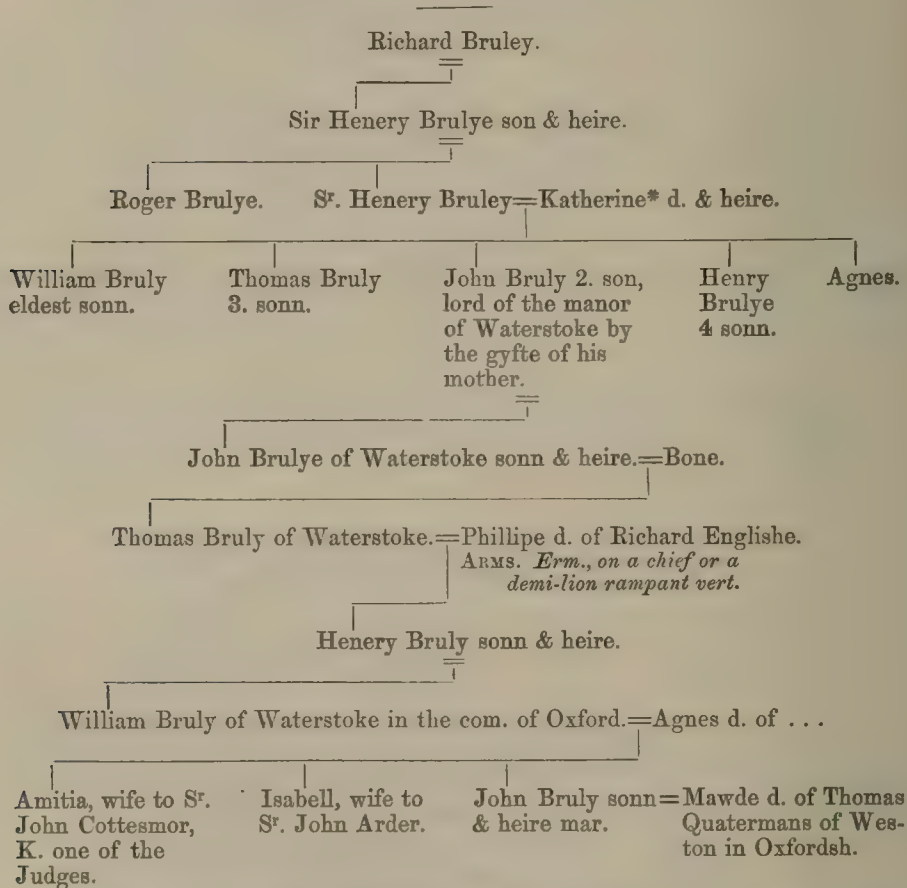 Richard Bruley.
Sir Henery Brulye son & heire.
Roger Brulye. Sr. Henery Bruley=Katherine* d. & heire.
William Bruly
eldest sonn.
Thomas Bruly
3. sonn.
John Bruly 2. son,
lord of the manor
of Waterstoke by
the gyfte of his
mother.
Henry
Brulye
4 sonn.
Agnes.
John Brulye of Waterstoke sonn & heire.=Bone.
Thomas Bruly of Waterstoke.=Phillipe d. of Richard Englishe.
ARMS. Erm., on a chief or a
demi-lion rampant vert.
Henery Bruly sonn & heire.
William Bruly of Waterstoke in the com. of Oxford.=Agnes d. of ...
Amitia, wife to Sr.
John Cottesmor,
K. one of the
Judges.
Isabell, wife to
Sr. John Arder.
John Bruly sonn
& heire mar.
=Mawde d. of Thomas
Quatermans of Wes-
ton in Oxfordsh.